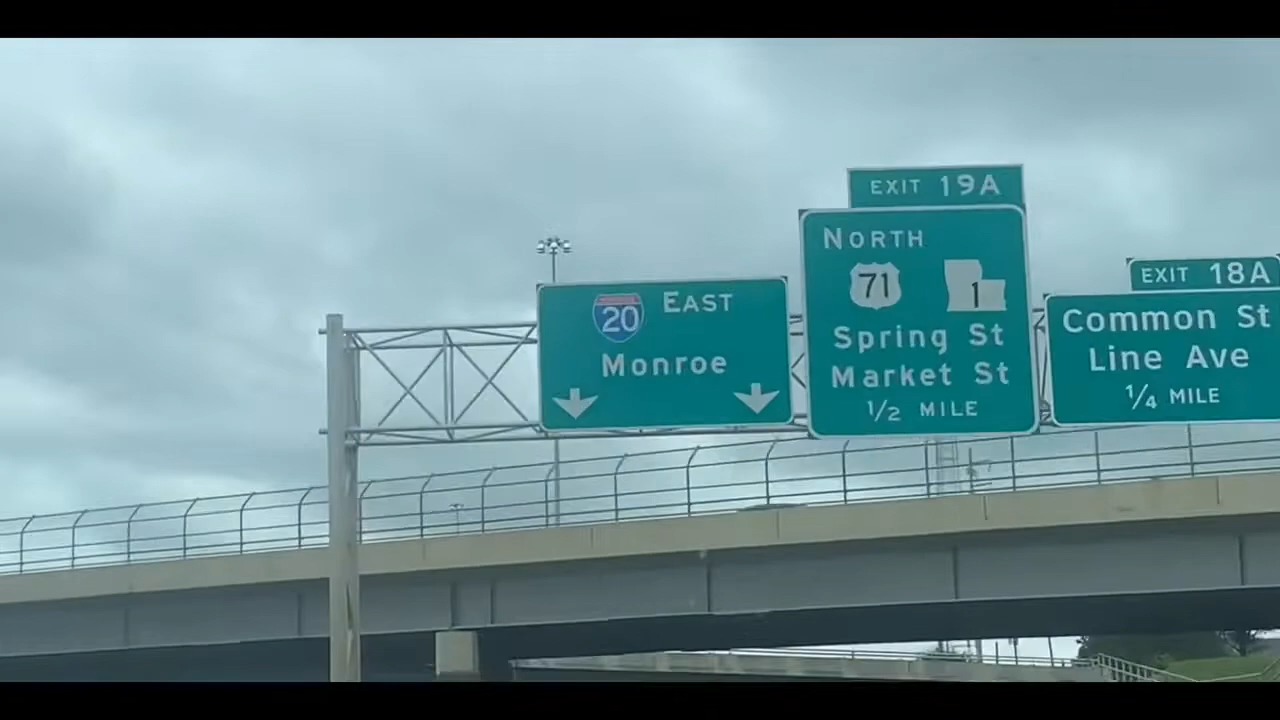 EAST
20
Monroe
EXIT 19A
NORTH
71 1
Spring St
Market St
1/2 MILE
EXIT 18A
Common St
Line Ave
1/4 MILE